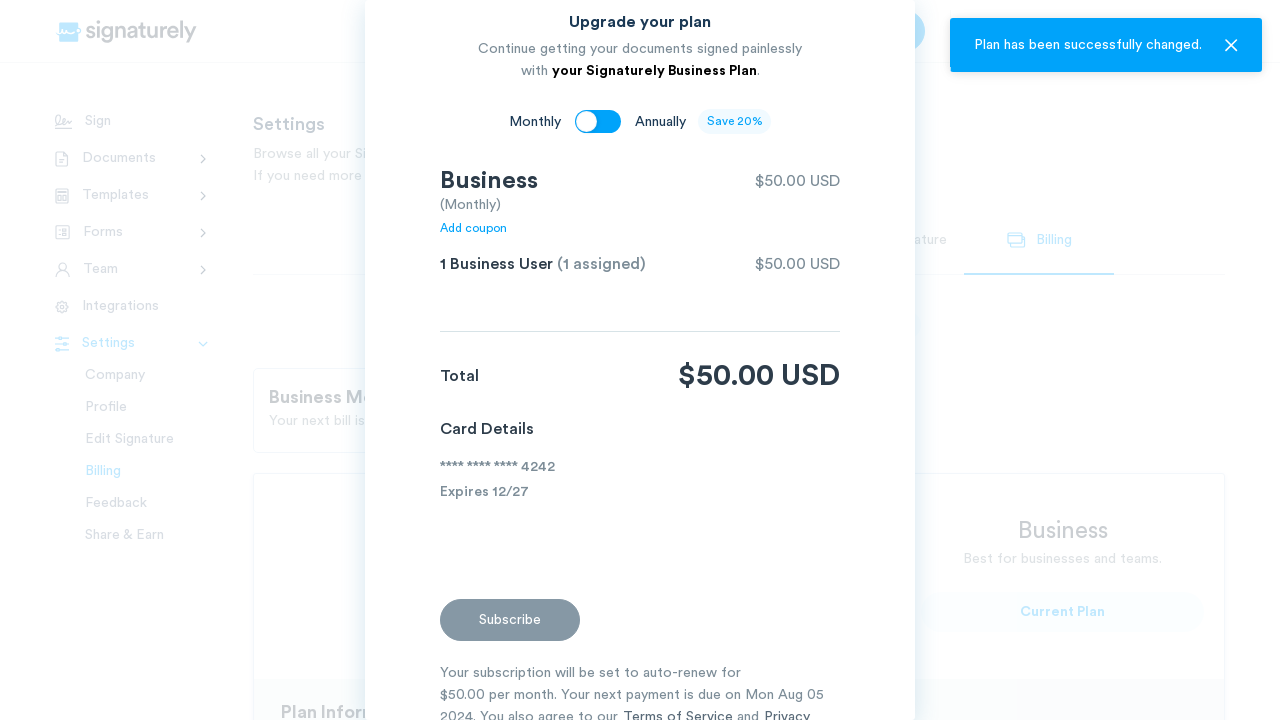 Upgrade your plan
Continue getting your documents signed painlessly
with your Signaturely Business Plan.
Monthly
Annually
Save 20%
Business
$50.00 USD
(Monthly)
Add coupon
1 Business User (1 assigned)
$50.00 USD
Total
$50.00 USD
Card Details
**** **** **** 4242
Expires 12/27
Subscribe
Your subscription will be set to auto-renew for
$50.00 per month. Your next payment is due on Mon Aug 05
2024. You also agree to our Terms of Service and Privacy
Plan has been successfully changed.
signaturely
Sign
Documents
Templates
Forms
Team
Integrations
Settings
Company
Profile
Edit Signature
Billing
Feedback
Share & Earn
Settings
Browse all your
If you need more
ature
Billing
Business
Your next bill is
Business
Best for businesses and teams.
Current Plan
Plan